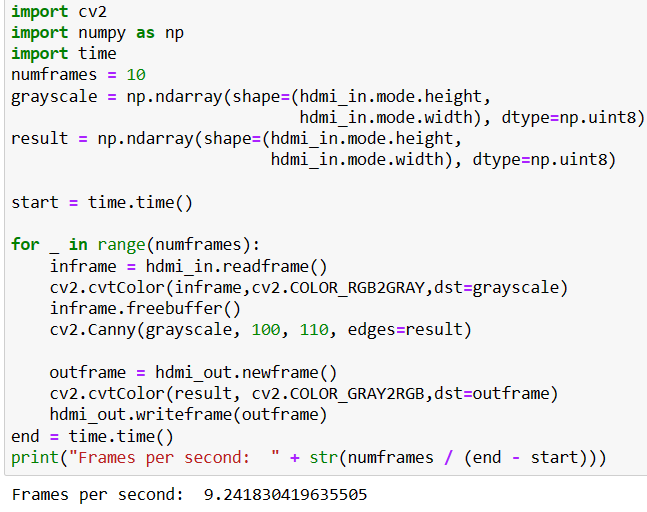 import cv2
import numpy as np
import time
numframes = 10
grayscale = np.ndarray(shape=(hdmi_in.mode.height,
                              hdmi_in.mode.width), dtype=np.uint8)
result = np.ndarray(shape=(hdmi_in.mode.height,
                           hdmi_in.mode.width), dtype=np.uint8)

start = time.time()

for _ in range(numframes):
    inframe = hdmi_in.readframe()
    cv2.cvtColor(inframe,cv2.COLOR_RGB2GRAY,dst=grayscale)
    inframe.freebuffer()
    cv2.Canny(grayscale, 100, 110, edges=result)

    outframe = hdmi_out.newframe()
    cv2.cvtColor(result, cv2.COLOR_GRAY2RGB,dst=outframe)
    hdmi_out.writeframe(outframe)
end = time.time()
print("Frames per second:  " + str(numframes / (end - start)))
Frames per second:  9.241830419635505